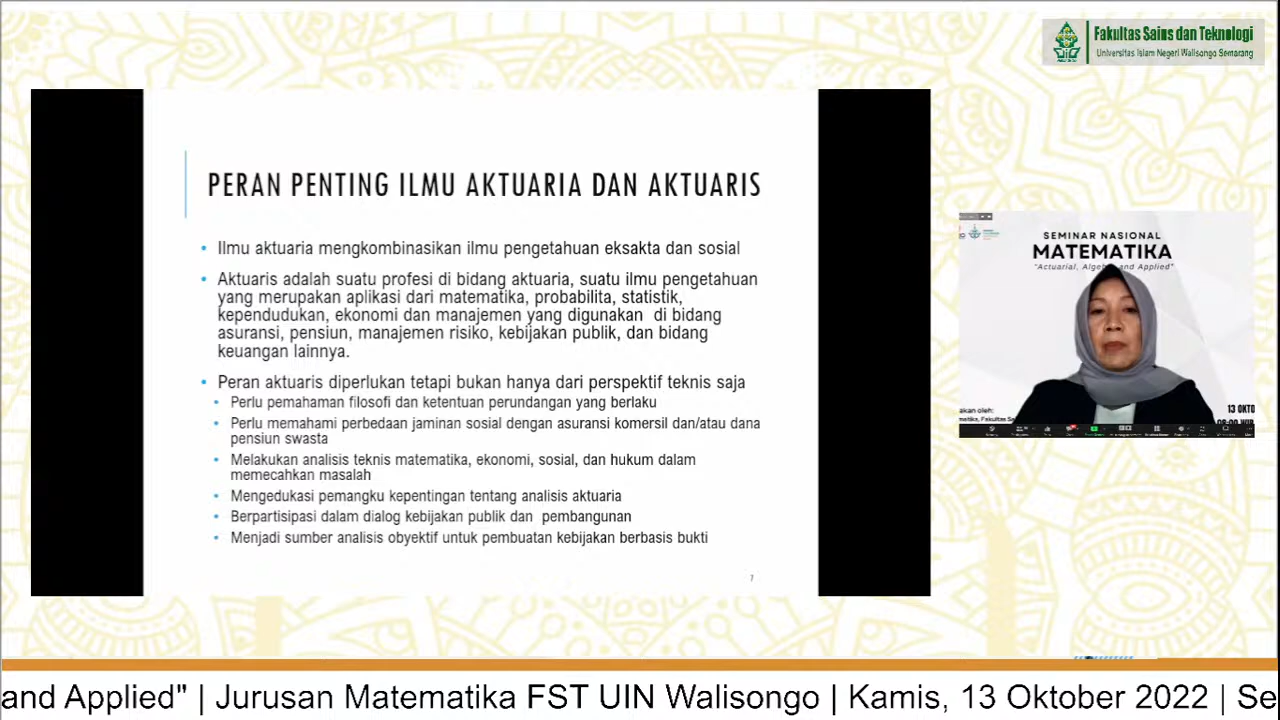 Fakultas Sains dan Teknologi
Universitas Islam Negeri Walisongo Semarang
PERAN PENTING ILMU AKTUARIA DAN AKTUARIS
• Ilmu aktuaria mengkombinasikan ilmu pengetahuan eksakta dan sosial
• Aktuaris adalah suatu profesi di bidang aktuaria, suatu ilmu pengetahuan
yang merupakan aplikasi dari matematika, probabilita, statistik,
kependudukan, ekonomi dan manajemen yang digunakan di bidang
asuransi, pensiun, manajemen risiko, kebijakan publik, dan bidang
keuangan lainnya.
• Peran aktuaris diperlukan tetapi bukan hanya dari perspektif teknis saja
• Perlu pemahaman filosofi dan ketentuan perundangan yang berlaku
• Perlu memahami perbedaan jaminan sosial dengan asuransi komersil dan/atau dana
pensiun swasta
• Melakukan analisis teknis matematika, ekonomi, sosial, dan hukum dalam
memecahkan masalah
• Mengedukasi pemangku kepentingan tentang analisis aktuaria
• Berpartisipasi dalam dialog kebijakan publik dan pembangunan
• Menjadi sumber analisis obyektif untuk pembuatan kebijakan berbasis bukti
7
SEMINAR NASIONAL
MATEMATIKA
"Actuarial, and Applied"
akan oleh:
13 OKTO
and Applied" | Jurusan Matematika FST UIN Walisongo | Kamis, 13 Oktober 2022 | Se